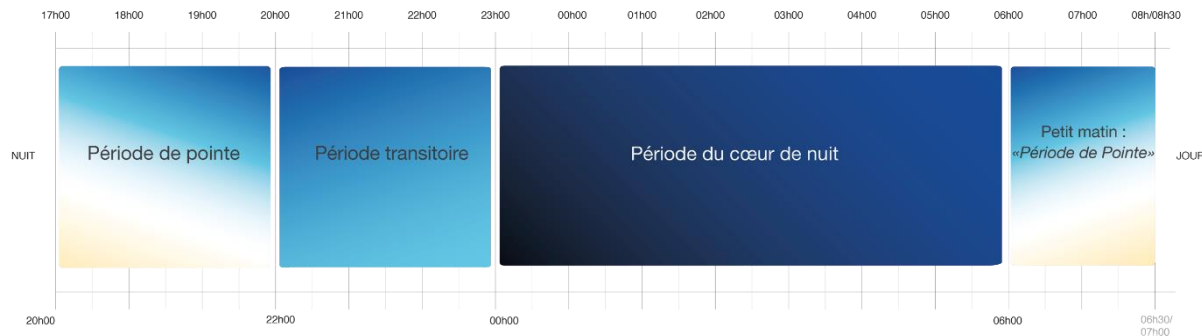 17h00 18h00 19h00 20h00 21h00 22h00 23h00 00h00 01h00 02h00 03h00 04h00 05h00 06h00 07h00 08h/08h30
NUIT
Période de pointe
Période transitoire
Période du cœur de nuit
Petit matin :
«Période de Pointe»
JOUR
20h00 22h00 00h00 06h00 06h30/
07h00